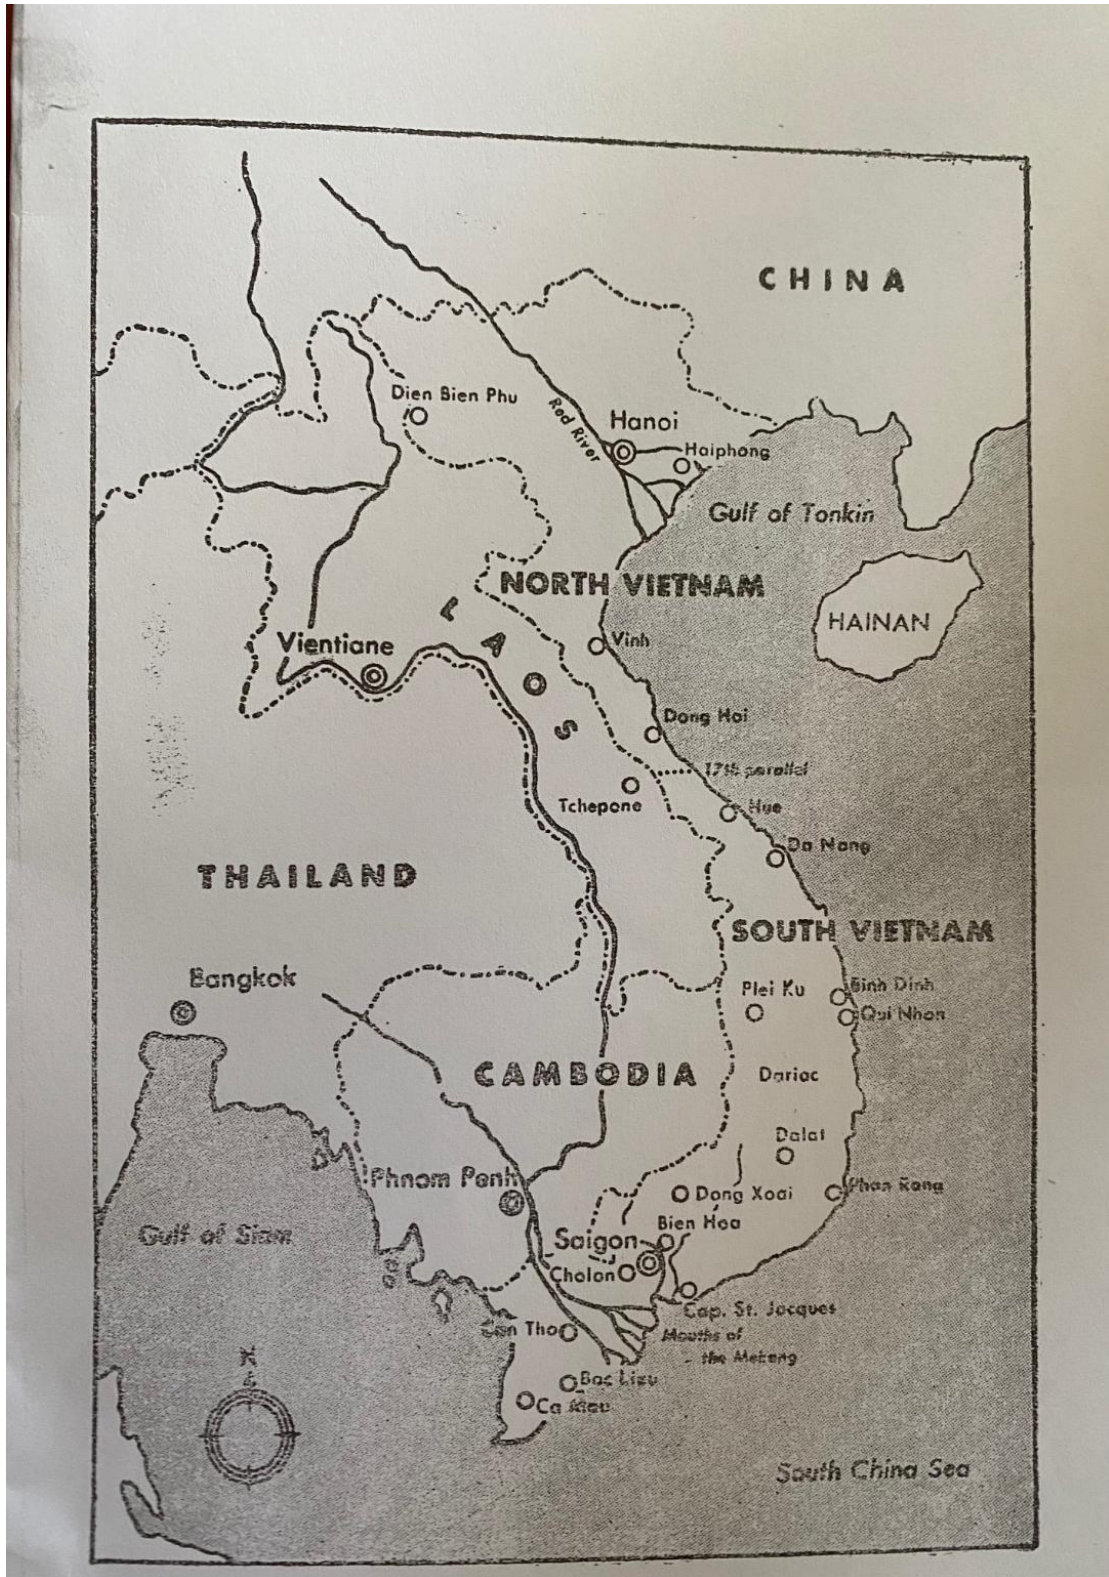 CHINA
Dien Bien Phu
Red River
Hanoi
Haiphong
Gulf of Tonkin
NORTH VIETNAM
HAINAN
LAOS
Vientiane
Vinh
Dong Hoi
17th parallel
Tchepone
Hue
Da Nang
THAILAND
SOUTH VIETNAM
Bangkok
Plei Ku
Binh Dinh
Qui Nhon
CAMBODIA
Darlac
Dalat
Phnom Penh
Dong Xoai
Phan Rang
Gulf of Siam
Bien Hoa
Saigon
Cholon
Cap. St. Jacques
Can Tho
Mouths of
the Mekong
N
Bac Lieu
Ca Mau
South China Sea